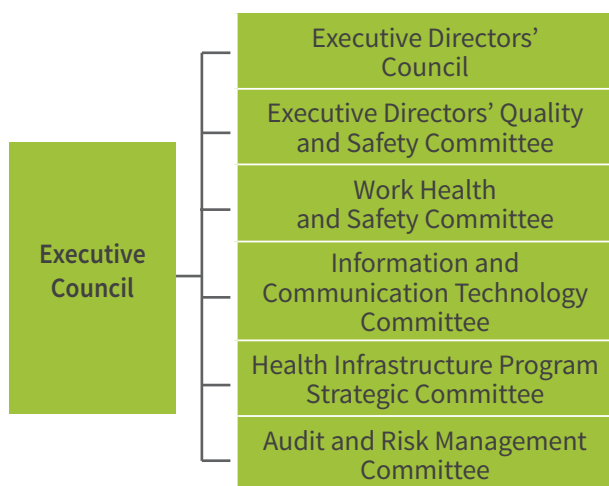 Executive
Council
Executive Directors’
Council
Executive Directors’ Quality
and Safety Committee
Work Health
and Safety Committee
Information and
Communication Technology
Committee
Health Infrastructure Program
Strategic Committee
Audit and Risk Management
Committee